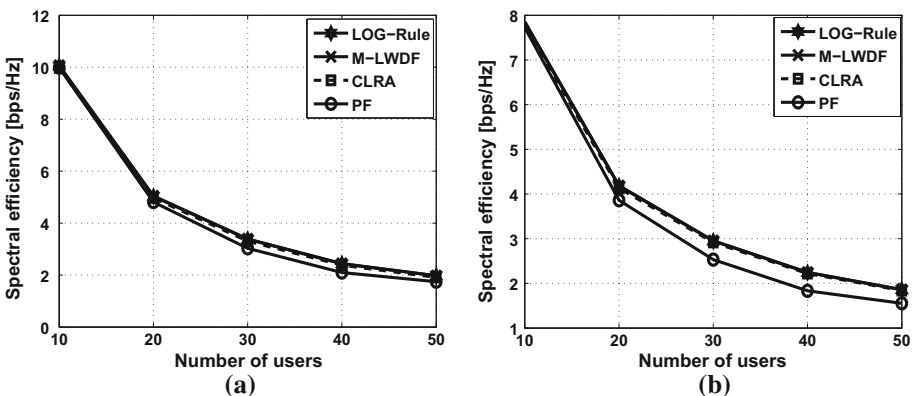 12
10
8
6
4
2
0
10
20
30
40
50
Spectral efficiency [bps/Hz]
Number of users
LOG−Rule
M−LWDF
CLRA
PF
(a)
8
7
6
5
4
3
2
1
10
20
30
40
50
Spectral efficiency [bps/Hz]
Number of users
LOG−Rule
M−LWDF
CLRA
PF
(b)